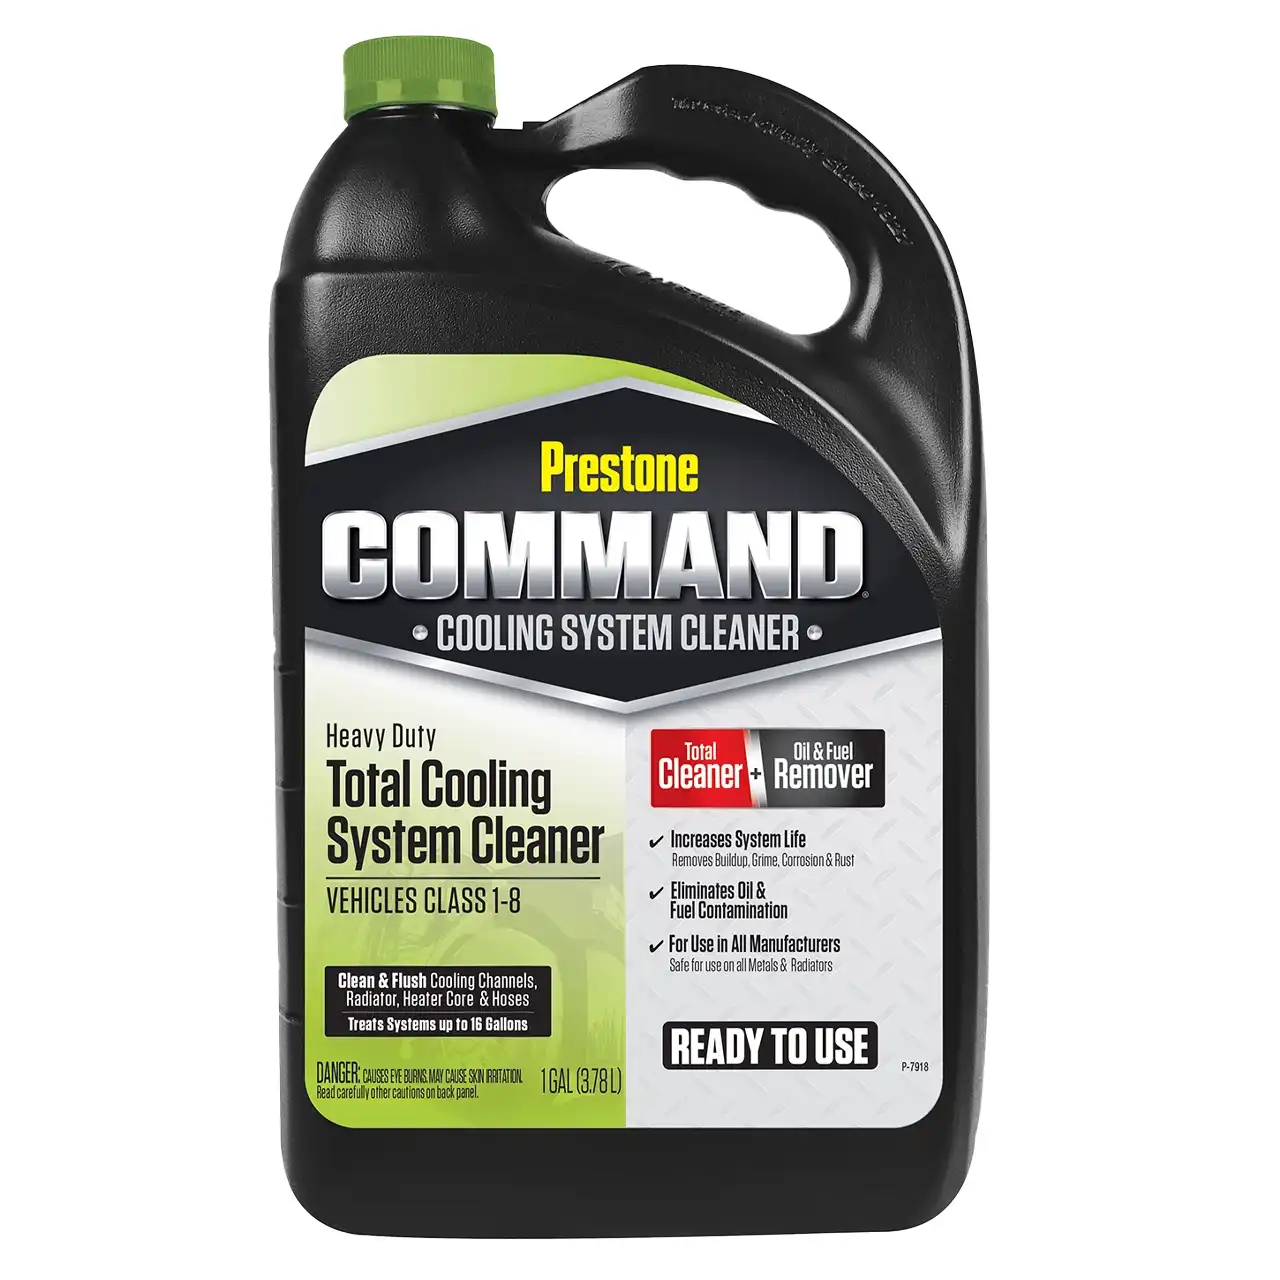 Prestone
COMMAND®
• COOLING SYSTEM CLEANER •
Heavy Duty
Total Cooling
System Cleaner
VEHICLES CLASS 1-8
Clean & Flush Cooling Channels,
Radiator, Heater Core & Hoses
Treats Systems up to 16 Gallons
DANGER: CAUSES EYE BURNS. MAY CAUSE SKIN IRRITATION.
Read carefully other cautions on back panel.
1 GAL (3.78 L)
Total
Cleaner
+
Oil & Fuel
Remover
✓ Increases System Life
Removes Buildup, Grime, Corrosion & Rust
✓ Eliminates Oil &
Fuel Contamination
✓ For Use in All Manufacturers
Safe for use on all Metals & Radiators
READY TO USE
P-7918